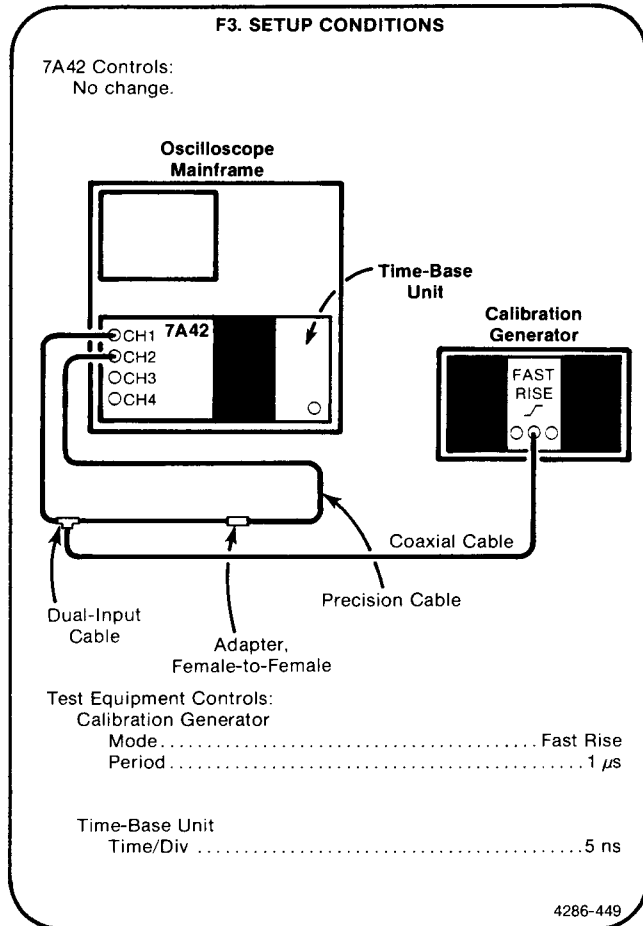 F3. SETUP CONDITIONS
7A42 Controls:
No change.
Oscilloscope
Mainframe
Time-Base
Unit
Calibration
Generator
CH1 7A42
CH2
CH3
CH4
FAST
RISE
Coaxial Cable
Precision Cable
Dual-Input
Cable
Adapter,
Female-to-Female
Test Equipment Controls:
Calibration Generator
Mode........................................Fast Rise
Period........................................1 µs
Time-Base Unit
Time/Div ........................................5 ns
4286-449